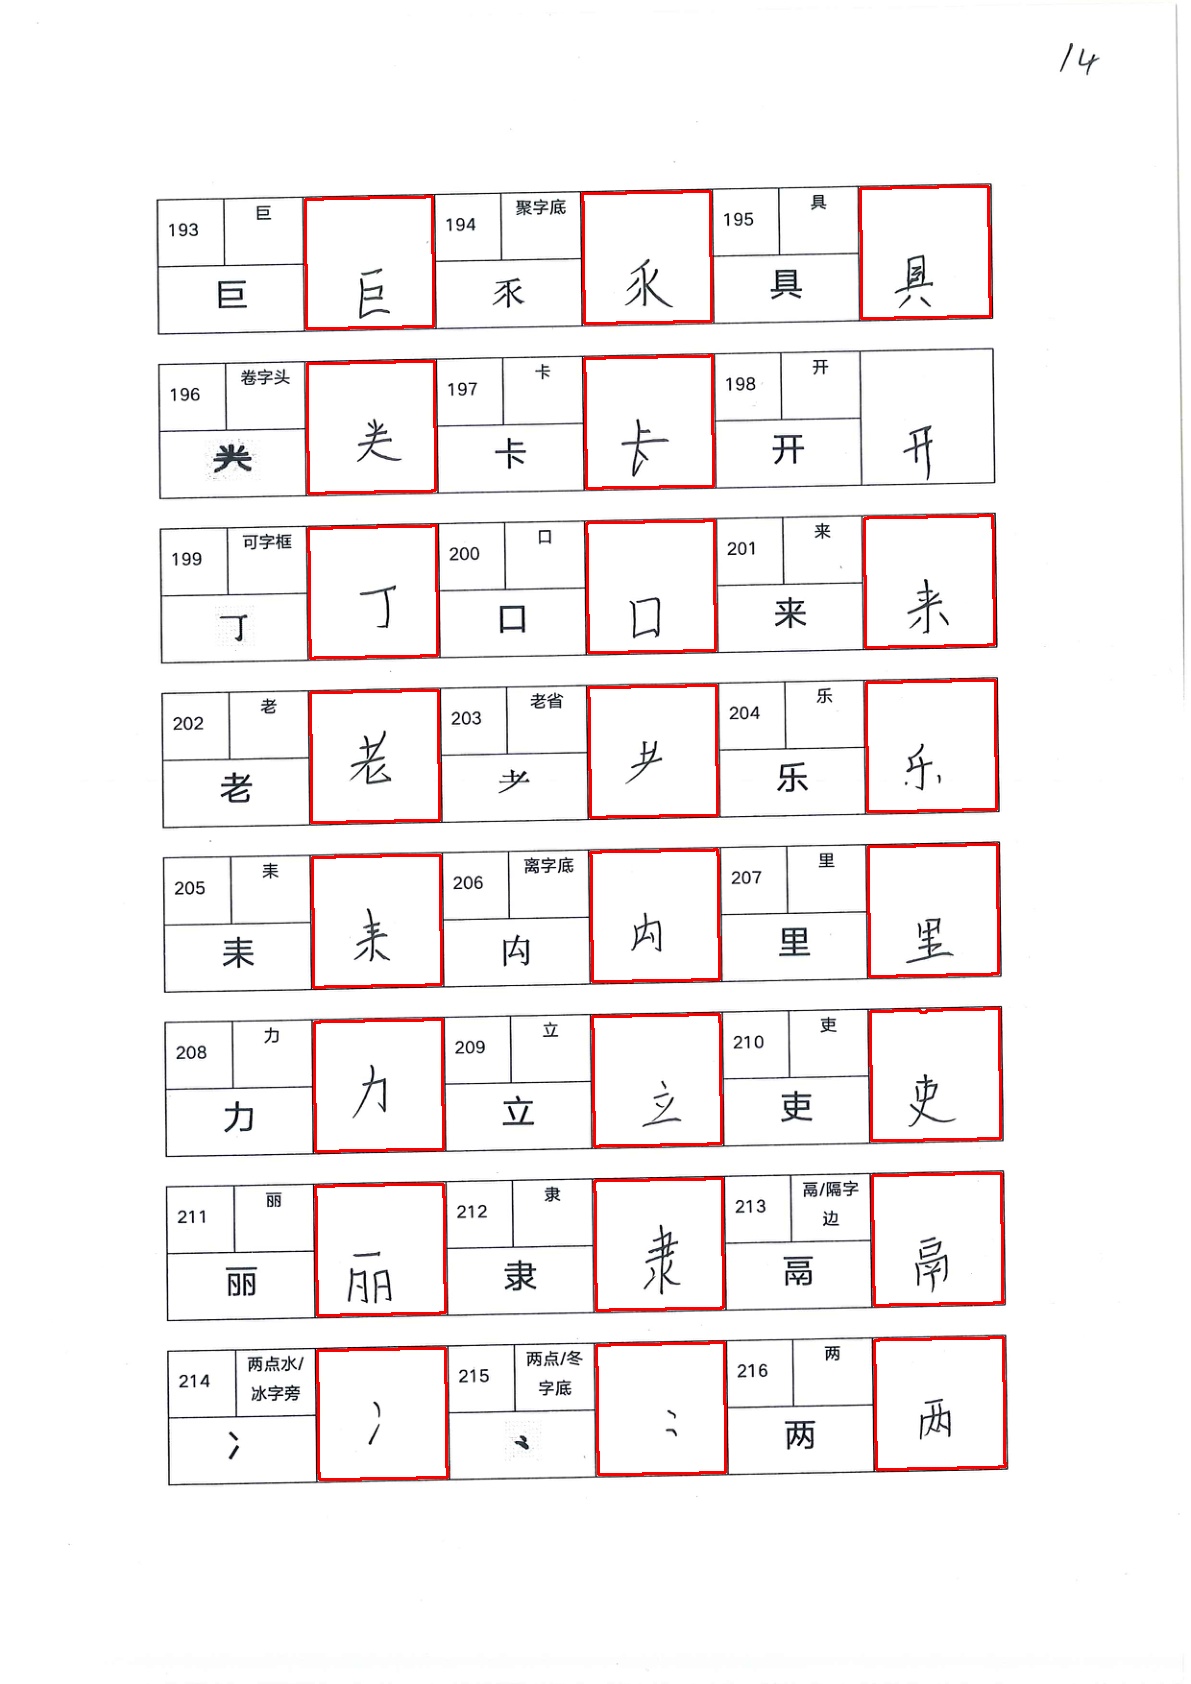 14
193 巨 194 聚字底 195 具
巨 巨 乑 乑 具 具
196 卷字头 197 卡 198 开
龹 龹 卡 卡 开 开
199 可字框 200 口 201 来
丁 丁 口 口 来 来
202 老 203 老省 204 乐
老 老 耂 耂 乐 乐
205 耒 206 离字底 207 里
耒 耒 禸 禸 里 里
208 力 209 立 210 吏
力 力 立 立 吏 吏
211 丽 212 隶 213 鬲/隔字边
丽 丽 隶 隶 鬲 鬲
214 两点水/冰字旁 215 两点/冬字底 216 两
冫 冫 ⺀ ⺀ 两 两